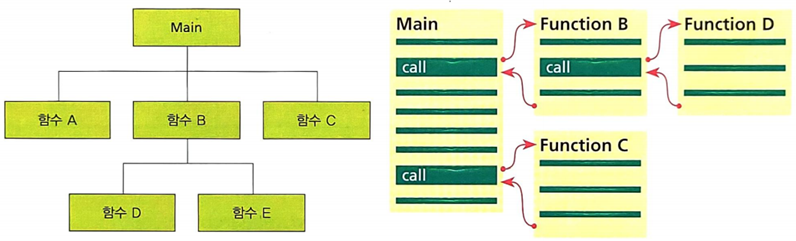 Main
함수 A
함수 B
함수 C
함수 D
함수 E
Main
call
call
Function B
call
Function D
Function C